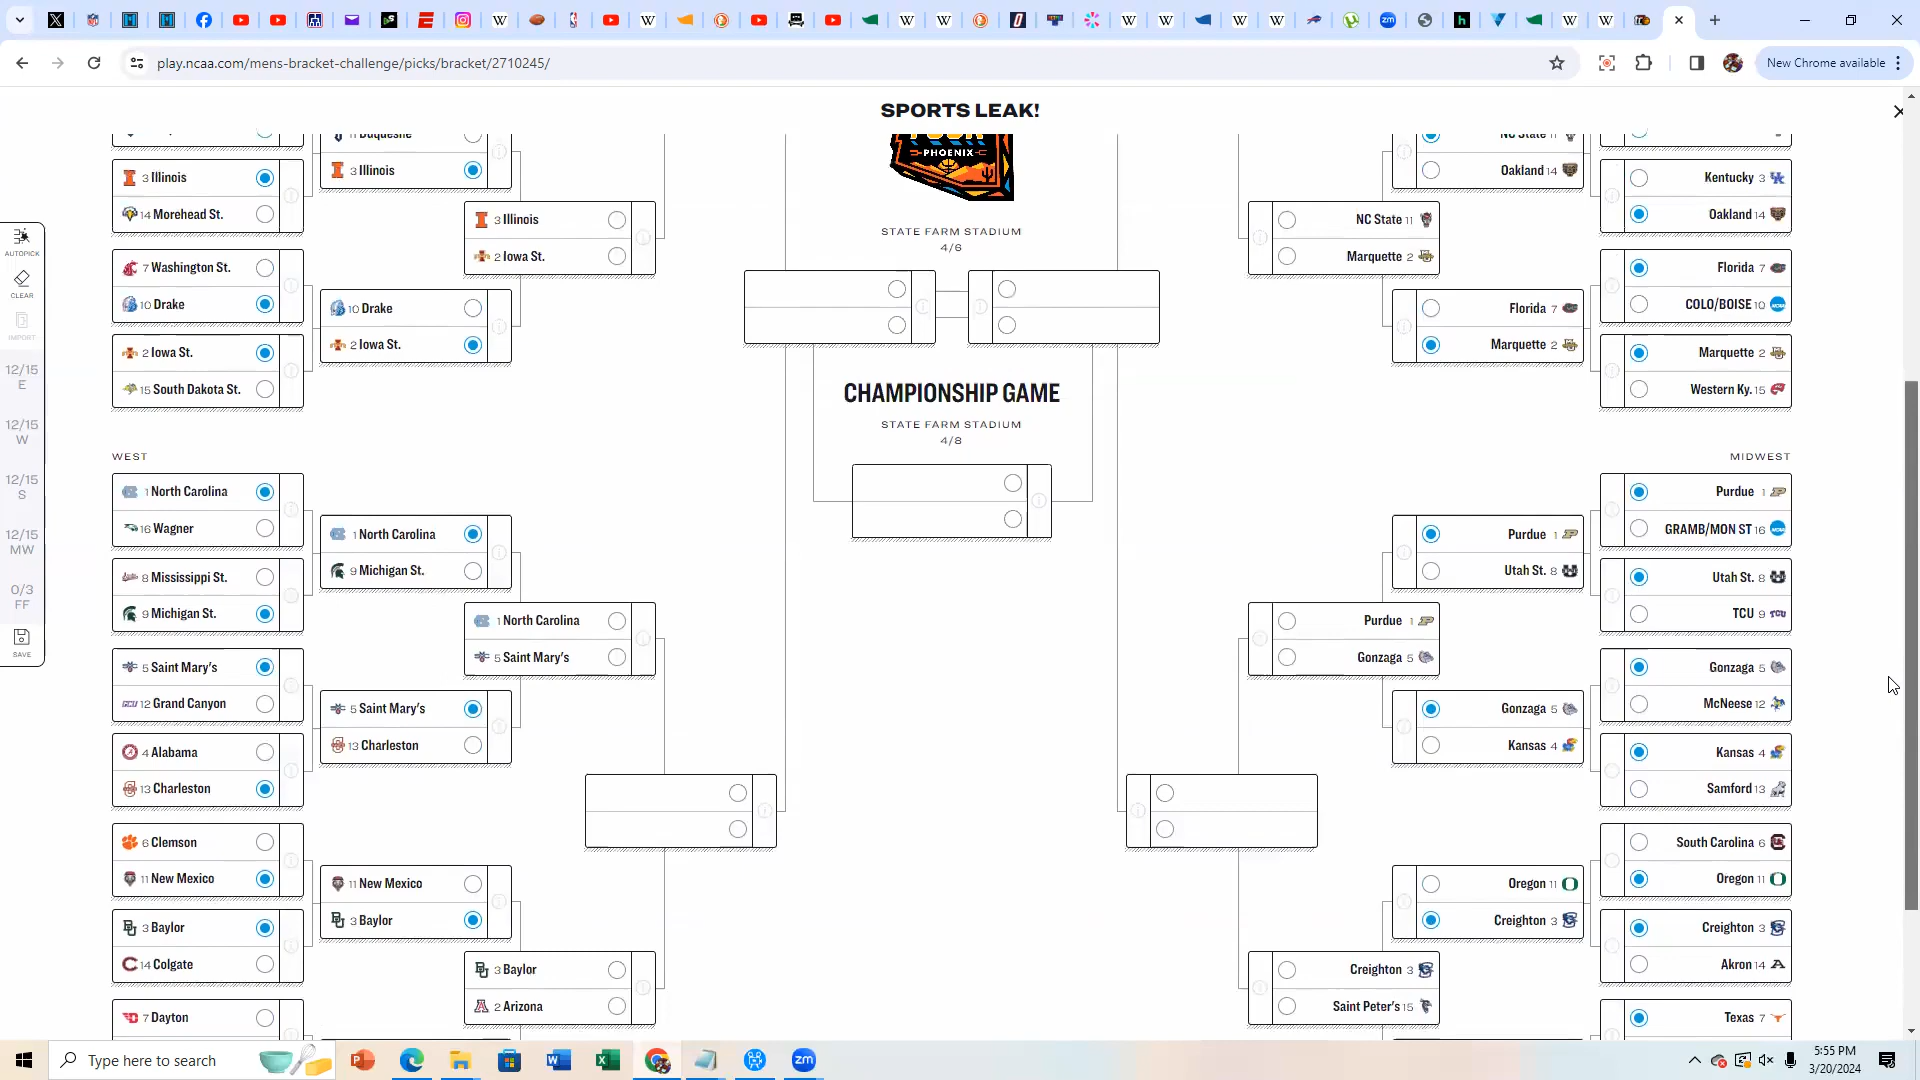 play.ncaa.com/mens-bracket-challenge/picks/bracket/2710245/
New Chrome available
SPORTS LEAK!
PHOENIX
STATE FARM STADIUM
4/6
CHAMPIONSHIP GAME
STATE FARM STADIUM
4/8
AUTOPICK
CLEAR
IMPORT
12/15
E
12/15
W
12/15
S
12/15
MW
0/3
FF
SAVE
3 Illinois
14 Morehead St.
7 Washington St.
10 Drake
2 Iowa St.
15 South Dakota St.
11 Duquesne
3 Illinois
10 Drake
2 Iowa St.
3 Illinois
2 Iowa St.
WEST
1 North Carolina
16 Wagner
8 Mississippi St.
9 Michigan St.
5 Saint Mary's
12 Grand Canyon
4 Alabama
13 Charleston
6 Clemson
11 New Mexico
3 Baylor
14 Colgate
7 Dayton
1 North Carolina
9 Michigan St.
5 Saint Mary's
13 Charleston
11 New Mexico
3 Baylor
1 North Carolina
5 Saint Mary's
3 Baylor
2 Arizona
NC State 11
Marquette 2
NC State 11
Oakland 14
Florida 7
Marquette 2
Kentucky 3
Oakland 14
Florida 7
COLO/BOISE 10
Marquette 2
Western Ky. 15
MIDWEST
Purdue 1
Gonzaga 5
Creighton 3
Saint Peter's 15
Purdue 1
Utah St. 8
Gonzaga 5
Kansas 4
Oregon 11
Creighton 3
Purdue 1
GRAMB/MON ST 16
Utah St. 8
TCU 9
Gonzaga 5
McNeese 12
Kansas 4
Samford 13
South Carolina 6
Oregon 11
Creighton 3
Akron 14
Texas 7
Type here to search
5:55 PM
3/20/2024